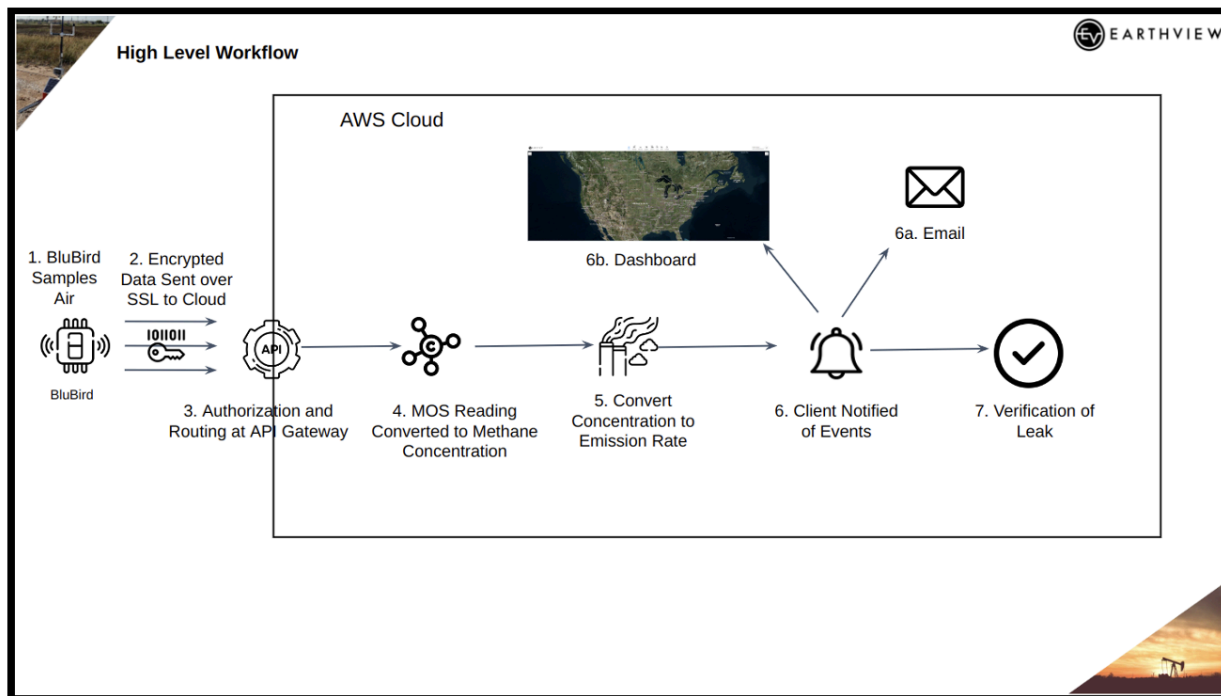 High Level Workflow
EV EARTHVIEW
AWS Cloud
6a. Email
6b. Dashboard
1. BluBird
Samples
Air
2. Encrypted
Data Sent over
SSL to Cloud
1011011
API
C
BluBird
3. Authorization and
Routing at API Gateway
4. MOS Reading
Converted to Methane
Concentration
5. Convert
Concentration to
Emission Rate
6. Client Notified
of Events
7. Verification of
Leak